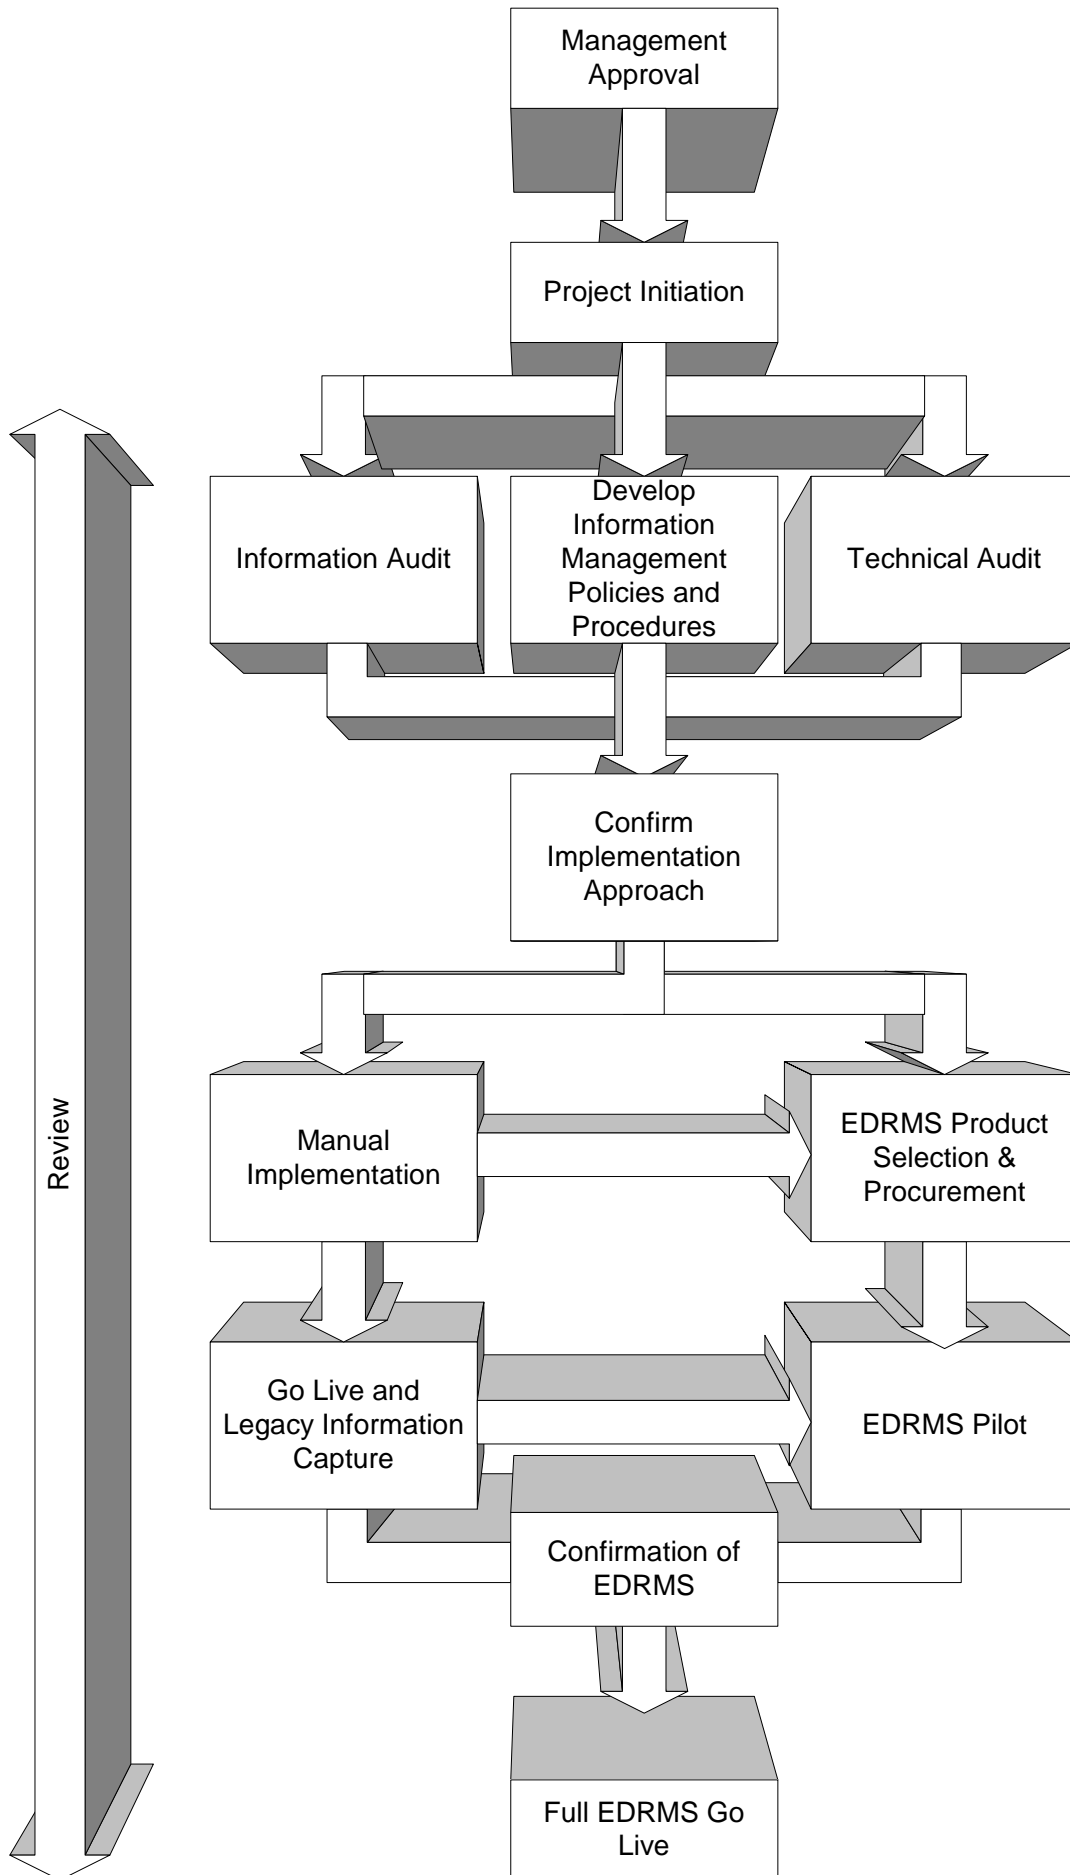 Management
Approval
Project Initiation
Information Audit
Develop
Information
Management
Policies and
Procedures
Technical Audit
Confirm
Implementation
Approach
Review
Manual
Implementation
EDRMS Product
Selection &
Procurement
Go Live and
Legacy Information
Capture
EDRMS Pilot
Confirmation of
EDRMS
Full EDRMS Go
Live